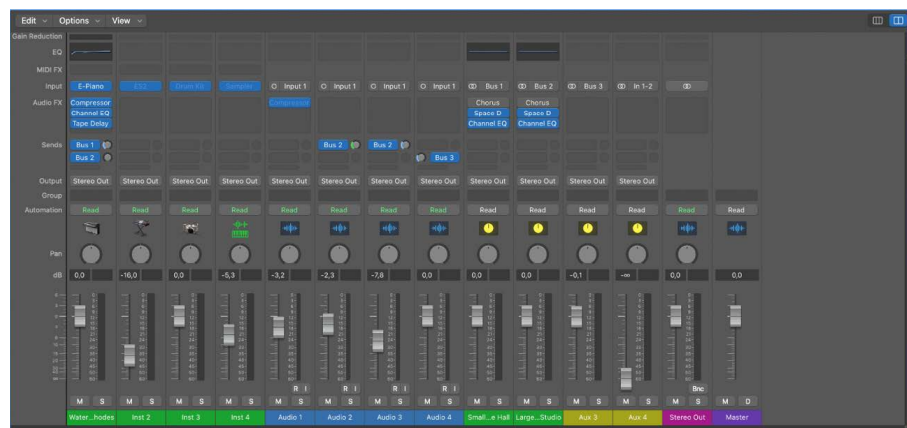 Edit Options View
Gain Reduction
EQ
MIDI FX
Input E-Piano ES2 Drum Kit Sampler Input 1 Input 1 Input 1 Input 1 Bus 1 Bus 2 Bus 3 In 1-2
Audio FX Compressor Compressor Chorus Chorus
Channel EQ Space D Space D
Tape Delay Channel EQ Channel EQ
Sends Bus 1 Bus 2 Bus 2
Bus 2 Bus 3
Output Stereo Out Stereo Out Stereo Out Stereo Out Stereo Out Stereo Out Stereo Out Stereo Out Stereo Out Stereo Out Stereo Out Stereo Out
Group
Automation Read Read Read Read Read Read Read Read Read Read Read Read Read Read
Pan
dB 0,0 -16,0 0,0 -5,3 -3,2 -2,3 -7,8 0,0 0,0 0,0 -0,1 -∞ 0,0 0,0
R I R I R I R I Bnc
M S M S M S M S M S M S M S M S M S M S M S M S M S M D
Water...hodes Inst 2 Inst 3 Inst 4 Audio 1 Audio 2 Audio 3 Audio 4 Small...e Hall Large...Studio Aux 3 Aux 4 Stereo Out Master